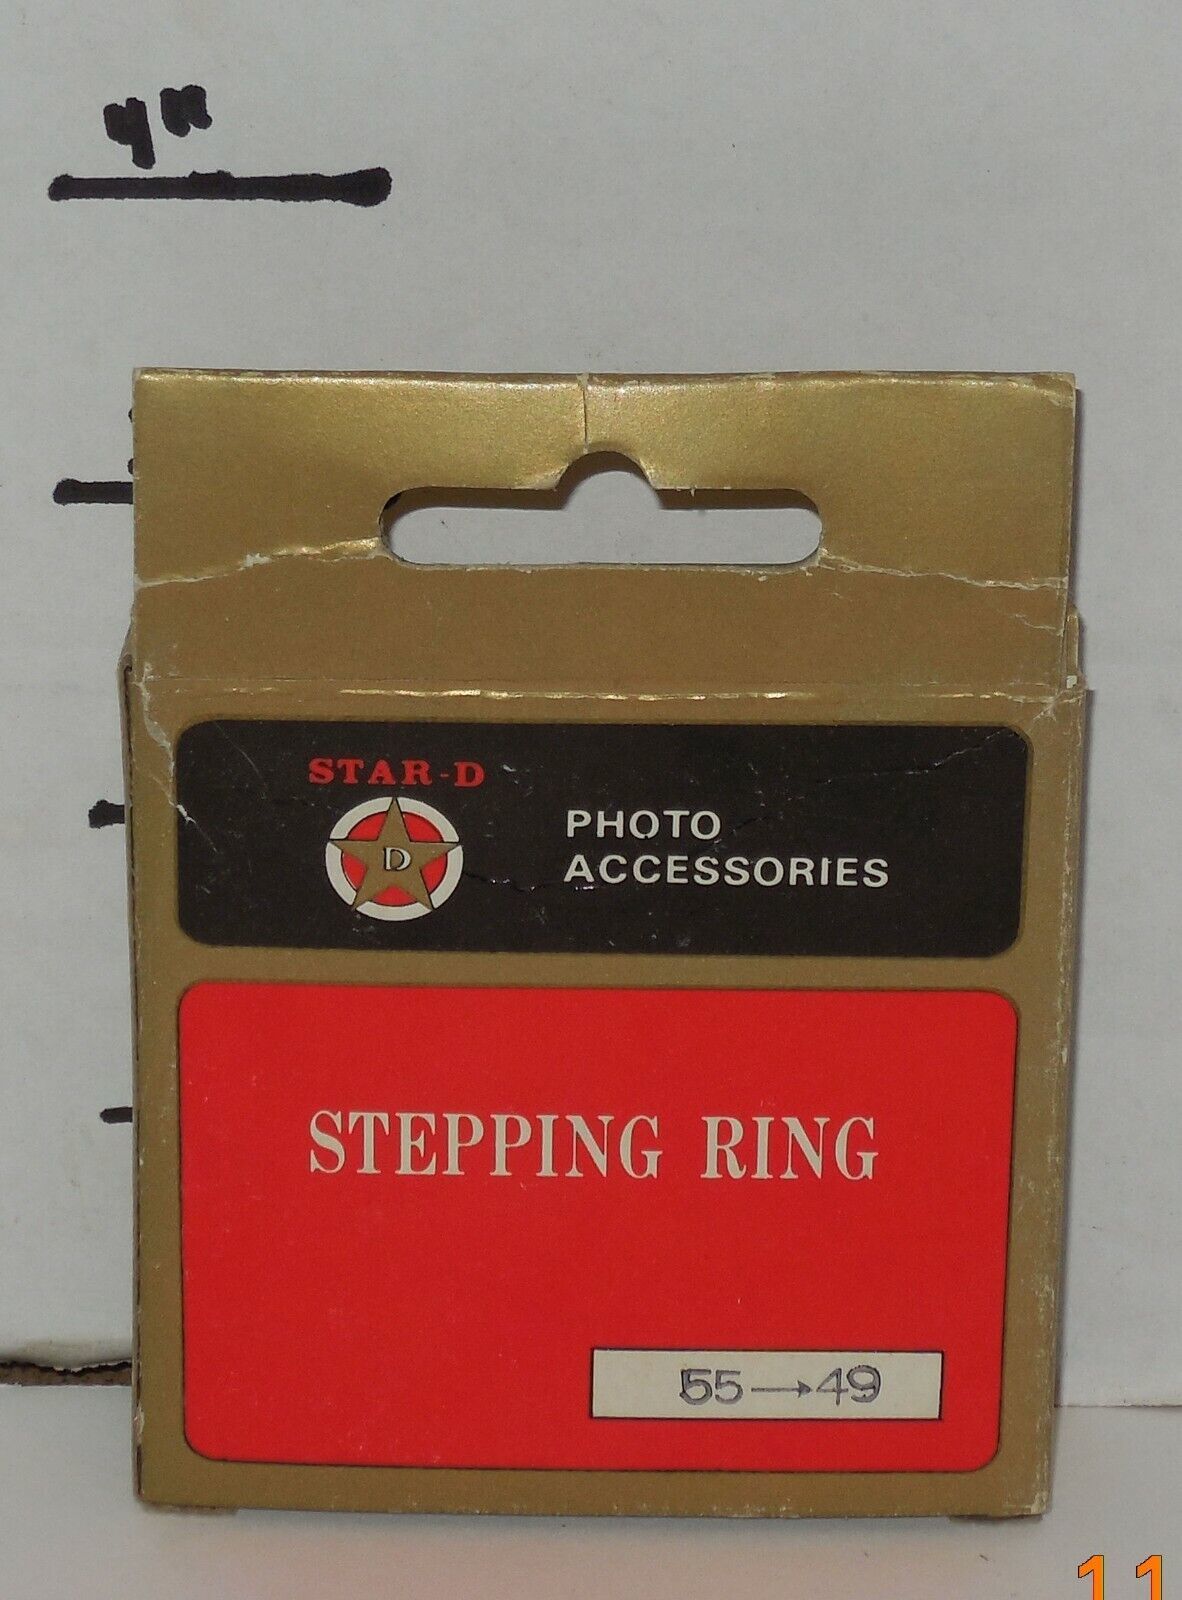 4"
STAR-D
D
PHOTO
ACCESSORIES
STEPPING RING
55→49
11